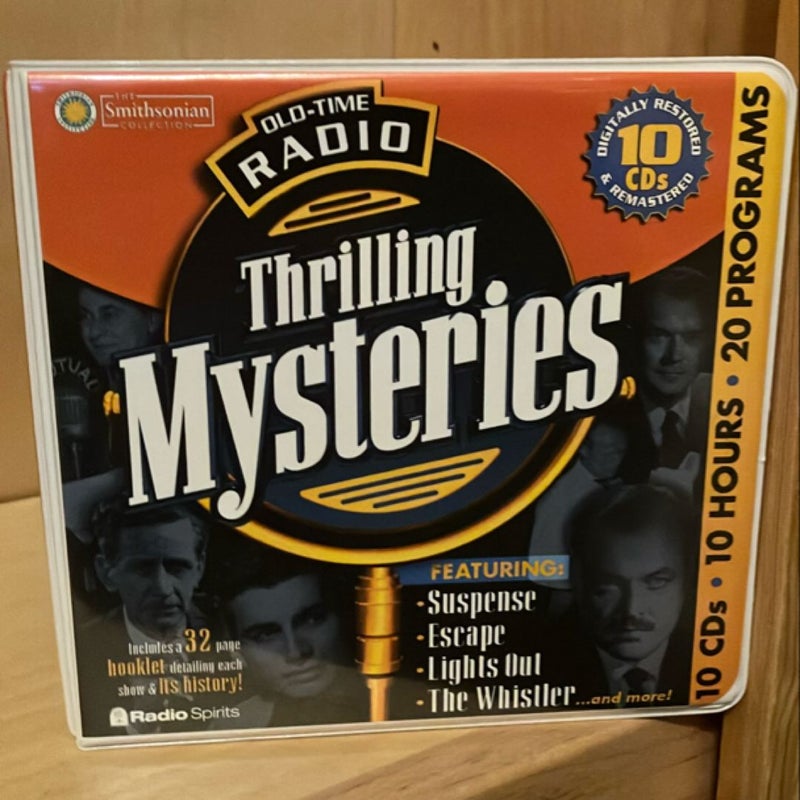 THE
Smithsonian
COLLECTION
OLD-TIME
RADIO
DIGITALLY RESTORED
10
CDs
& REMASTERED
Thrilling
Mysteries
MUTUAL
FEATURING:
•Suspense
•Escape
•Lights Out
•The Whistler...and more!
Includes a 32 page
booklet detailing each
show & its history!
Radio Spirits
10 CDs • 10 HOURS • 20 PROGRAMS